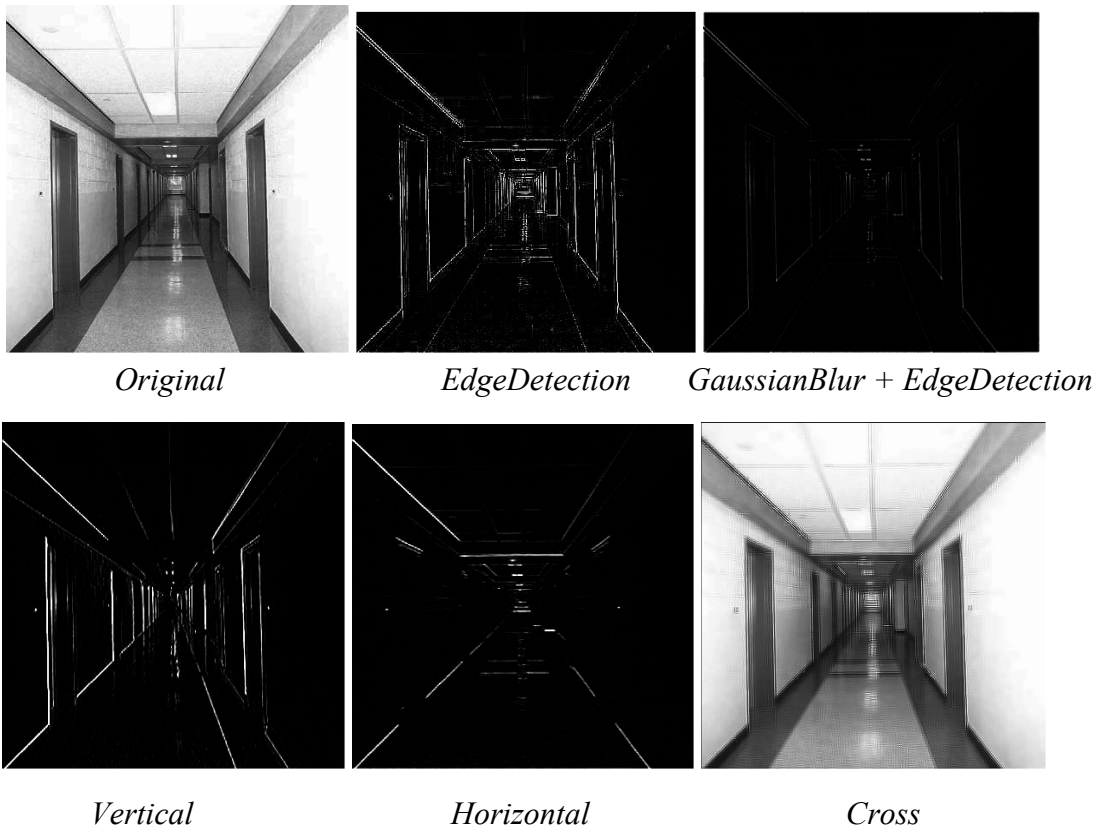 Original
EdgeDetection
GaussianBlur + EdgeDetection
Vertical
Horizontal
Cross